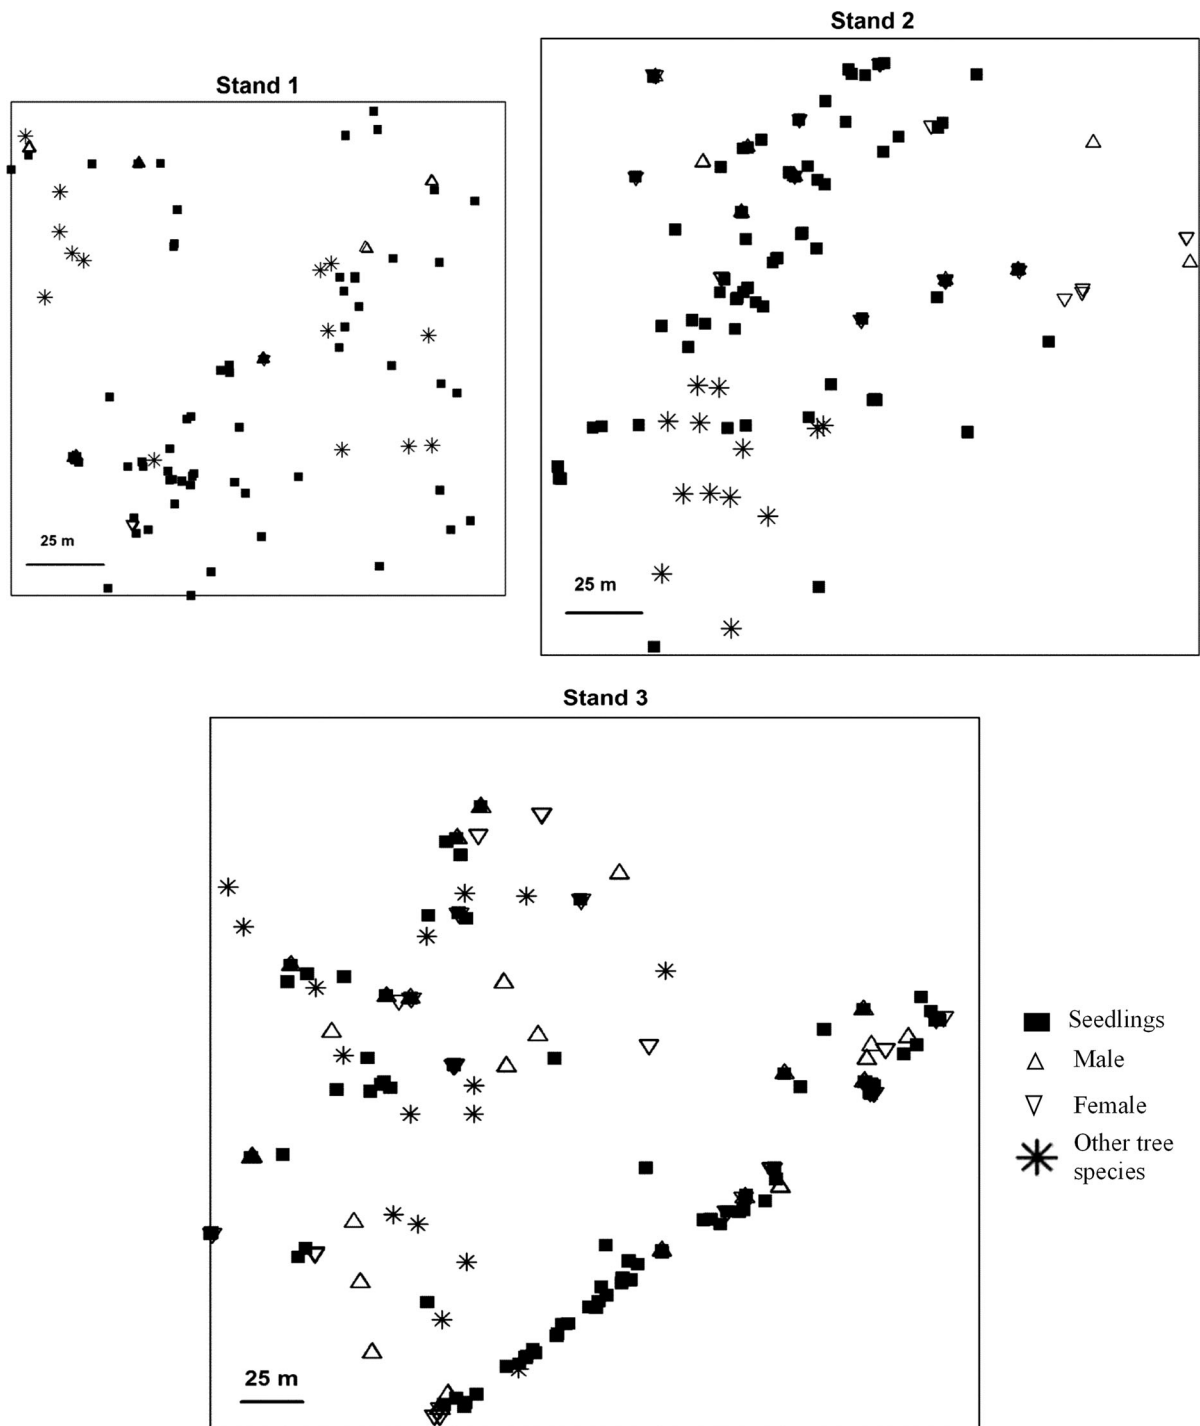 Stand 2
Stand 1
25 m
25 m
Stand 3
Seedlings
Male
Female
Other tree
species
25 m